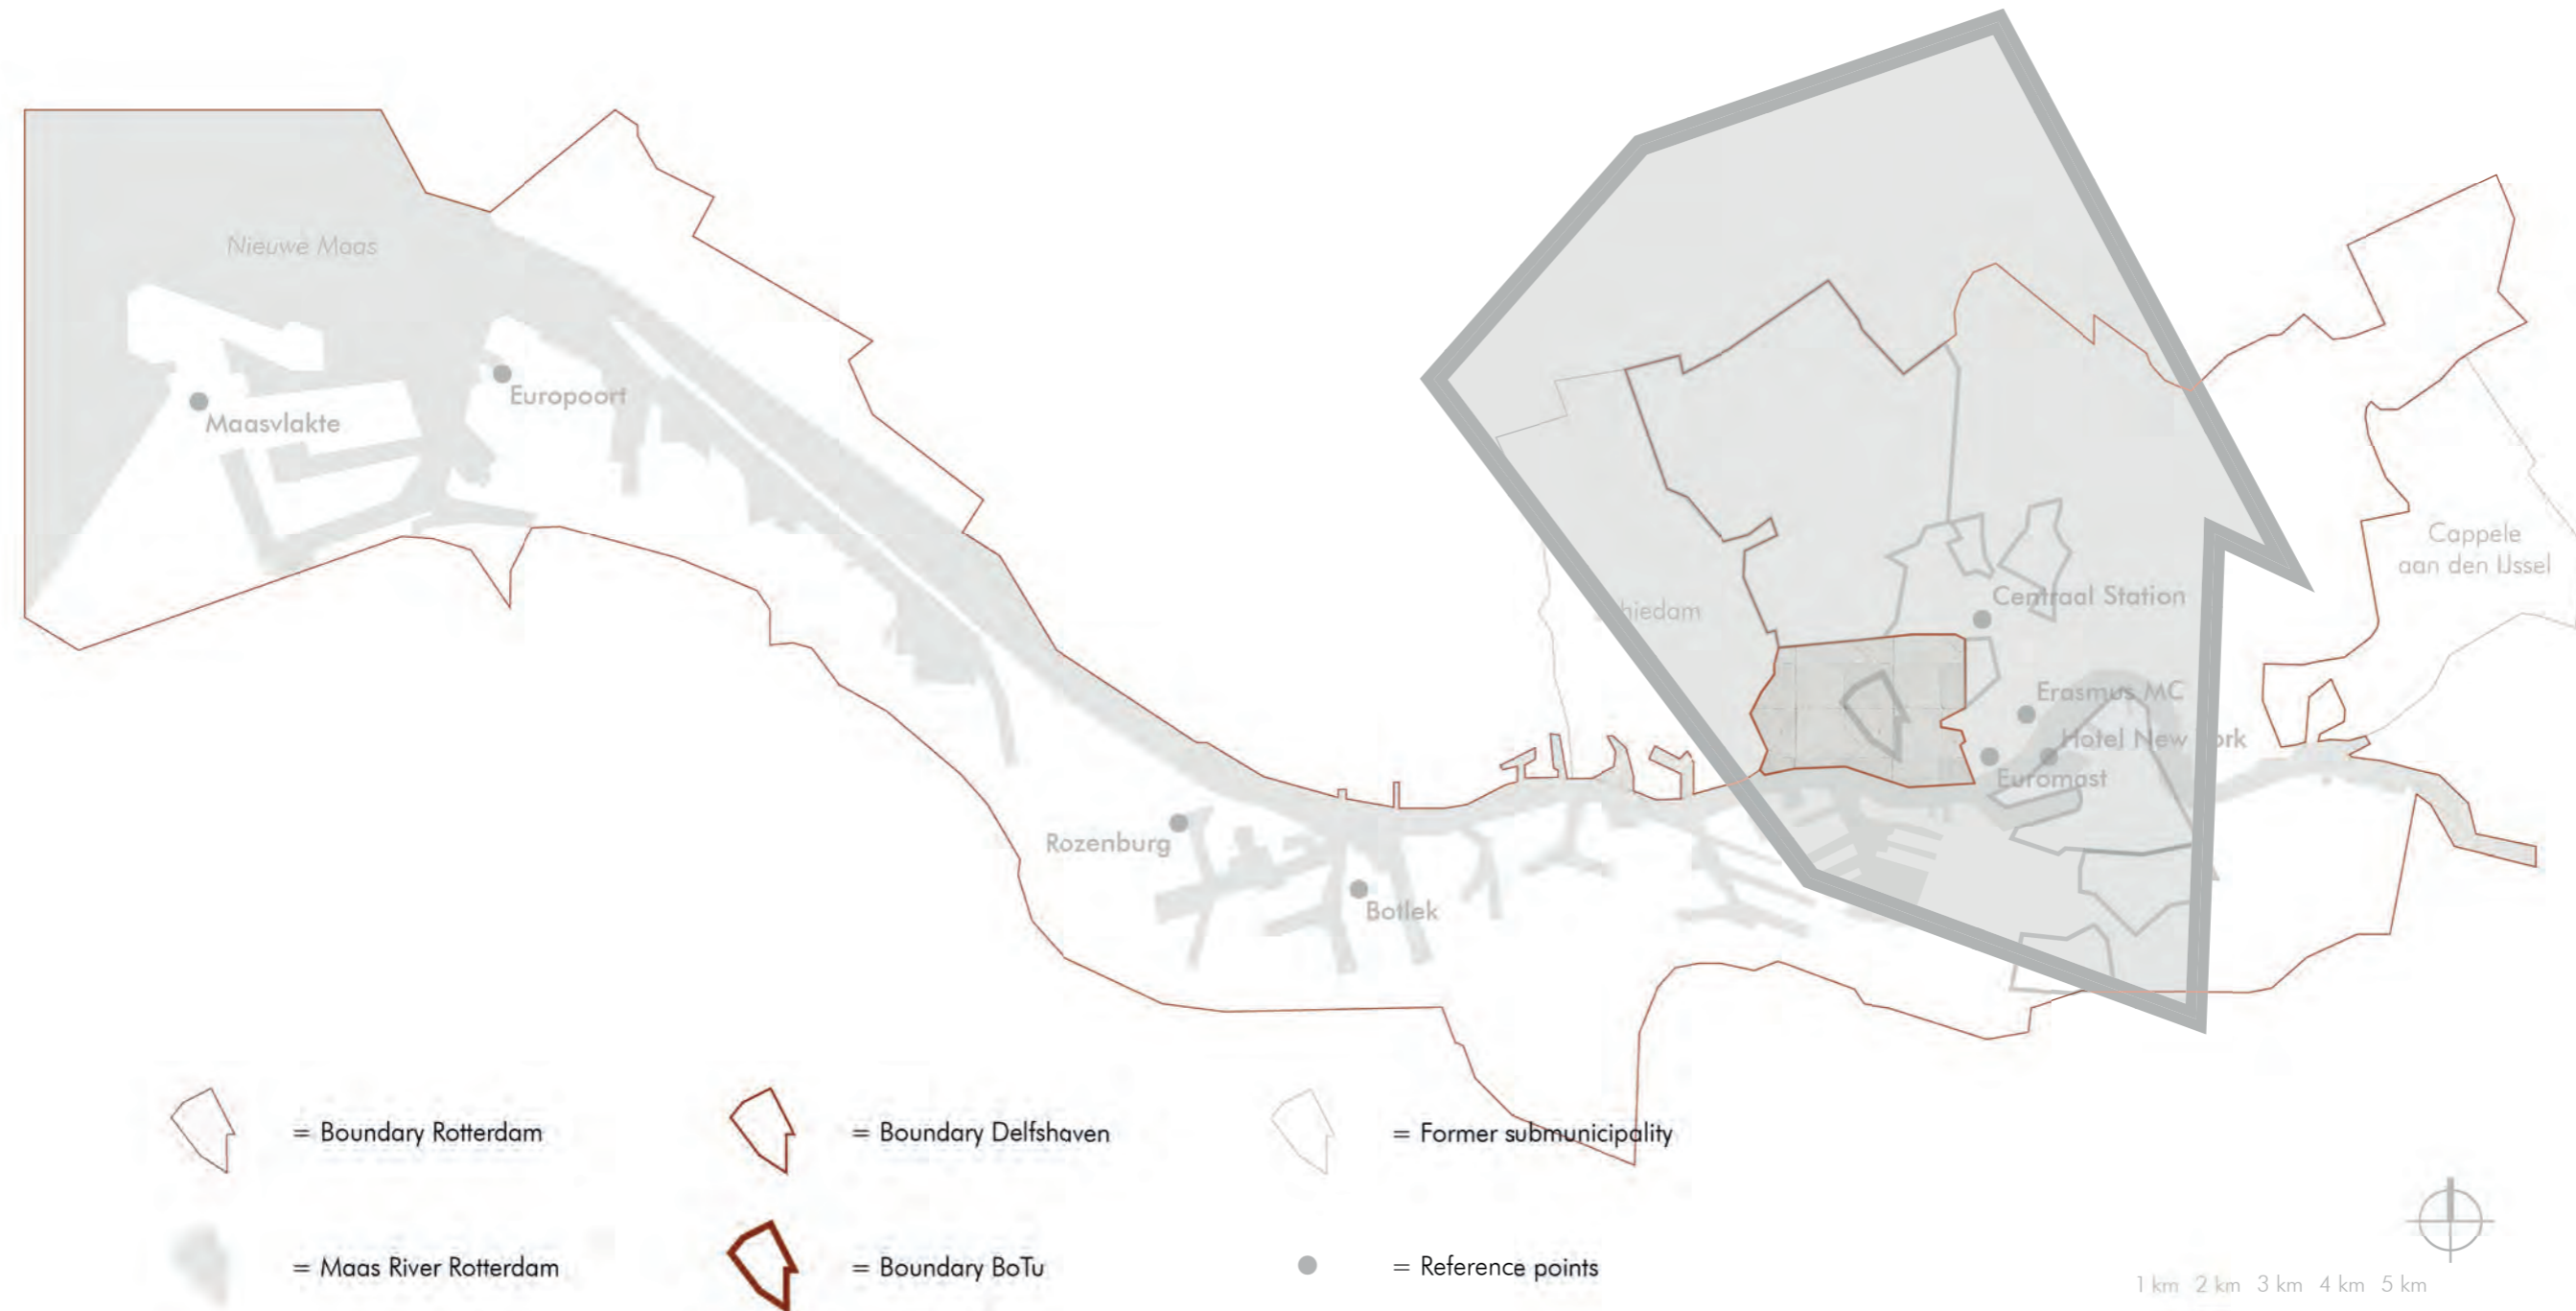 Nieuwe Maas
Europoort
Maasvlakte
Cappele
aan den IJssel
Centraal Station
hiedam
Erasmus MC
Hotel New ork
Euromast
Rozenburg
Botlek
= Boundary Rotterdam
= Boundary Delfshaven
= Former submunicipality
= Maas River Rotterdam
= Boundary BoTu
= Reference points
1 km 2 km 3 km 4 km 5 km